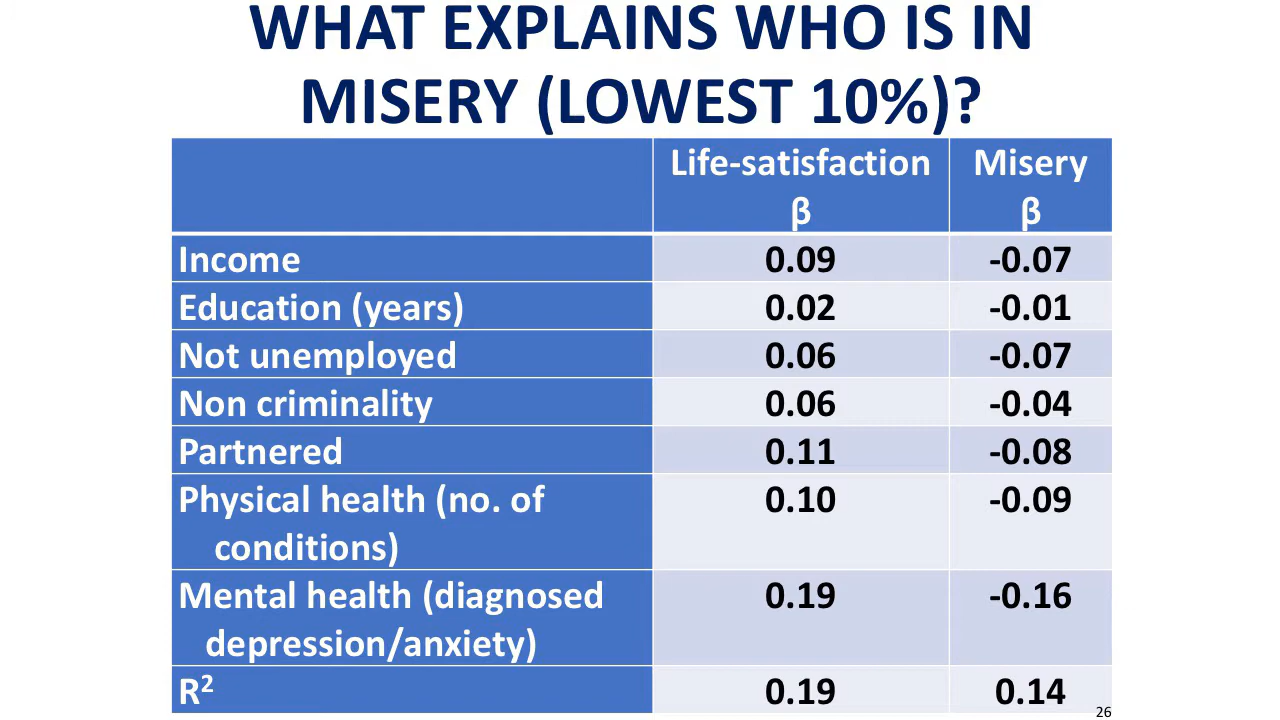 WHAT EXPLAINS WHO IS IN
MISERY (LOWEST 10%)?
Life-satisfaction Misery
β β
Income 0.09 -0.07
Education (years) 0.02 -0.01
Not unemployed 0.06 -0.07
Non criminality 0.06 -0.04
Partnered 0.11 -0.08
Physical health (no. of 0.10 -0.09
conditions)
Mental health (diagnosed 0.19 -0.16
depression/anxiety)
R² 0.19 0.14
26